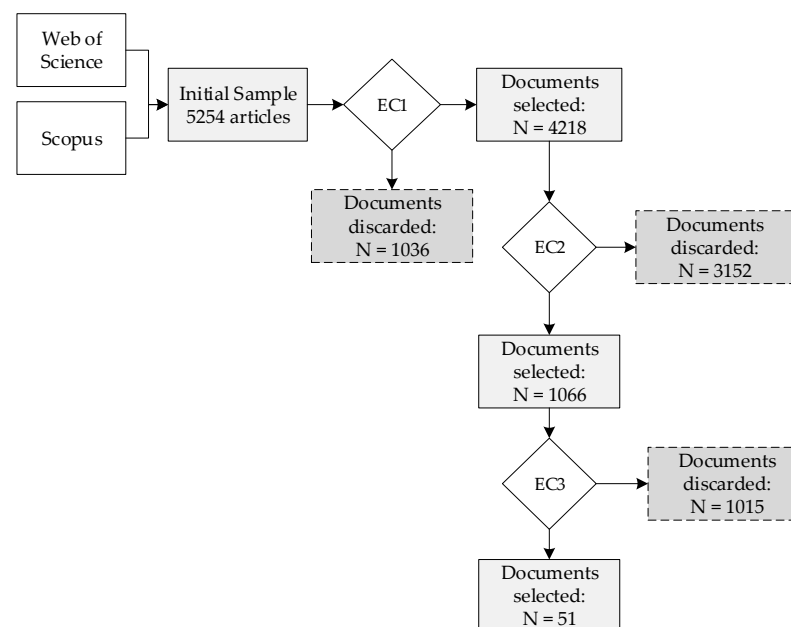 Web of
Science
Scopus
Initial Sample
5254 articles
EC1
Documents
selected:
N = 4218
Documents
discarded:
N = 1036
EC2
Documents
discarded:
N = 3152
Documents
selected:
N = 1066
EC3
Documents
discarded:
N = 1015
Documents
selected:
N = 51